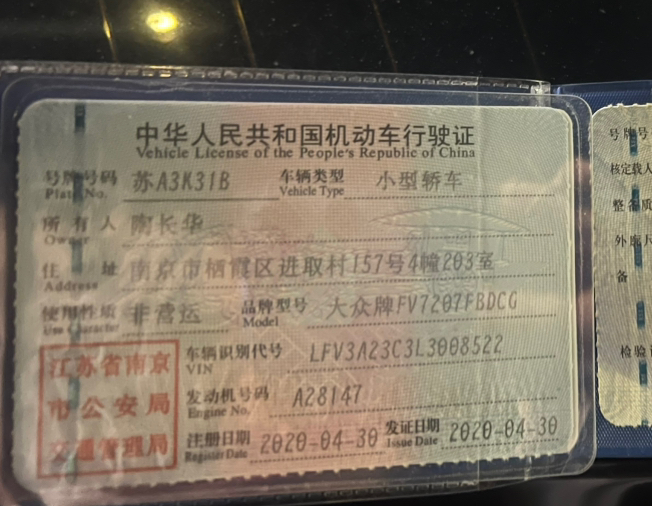 中华人民共和国机动车行驶证
Vehicle License of the People's Republic of China
号牌号码 苏A3K31B 车辆类型 小型轿车
Plate No. Vehicle Type
所有人 陶长华
Owner
住址 南京市栖霞区进取村157号4幢203室
Address
使用性质 非营运 品牌型号 大众牌FV7207FBDCG
Use Character Model
车辆识别代号 LFV3A23C3L3008522
VIN
发动机号码 A28147
Engine No.
注册日期 2020-04-30 发证日期 2020-04-30
Register Date Issue Date
江苏省南京
市公安局
交通管理局
号牌号
核定载人
整备质
外廓尺
备
检验